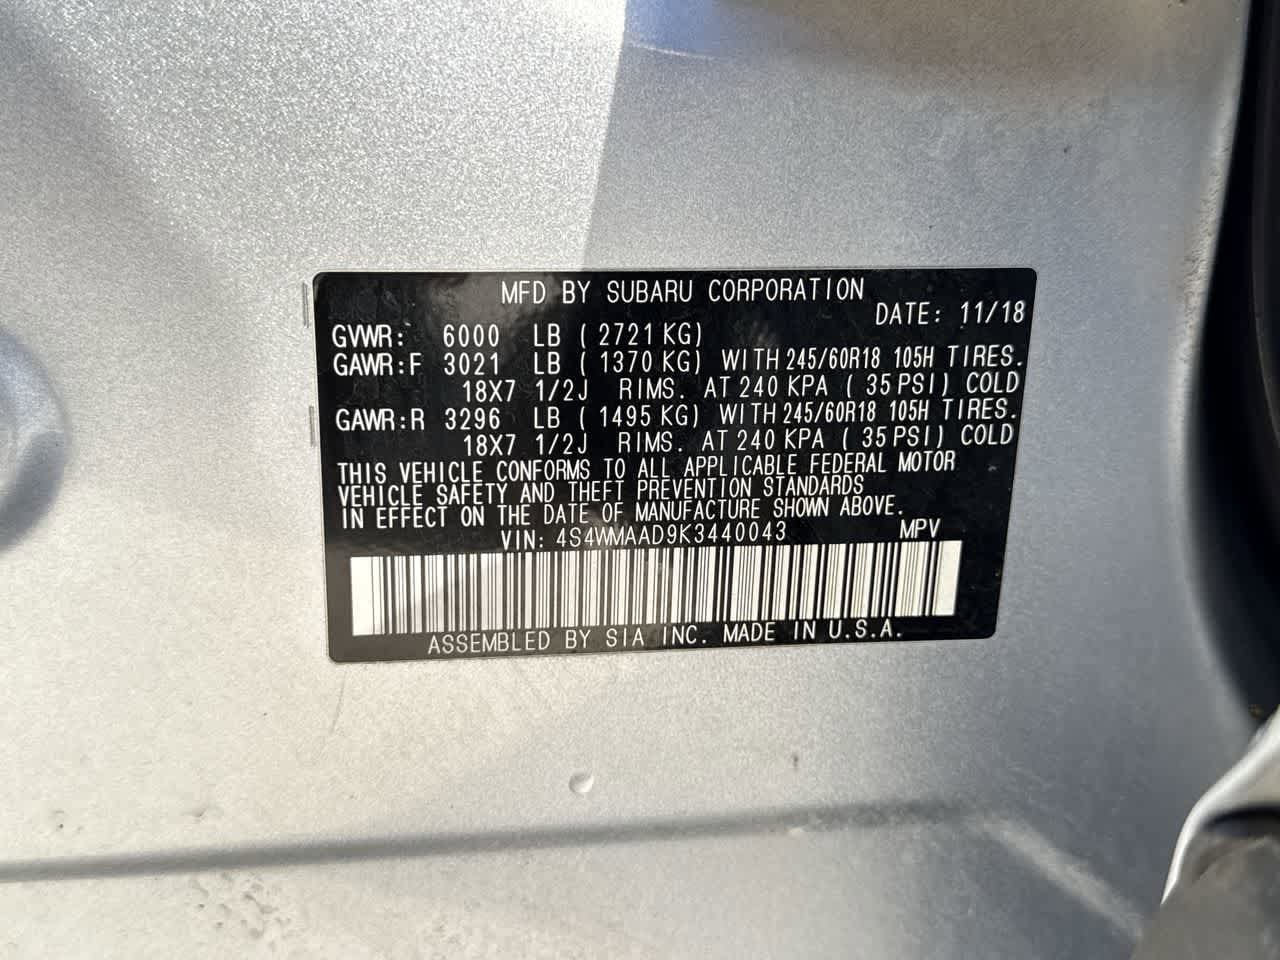 MFD BY SUBARU CORPORATION
DATE: 11/18
GVWR: 6000 LB ( 2721 KG)
GAWR:F 3021 LB ( 1370 KG) WITH 245/60R18 105H TIRES.
18X7 1/2J RIMS. AT 240 KPA ( 35 PSI) COLD
GAWR:R 3296 LB ( 1495 KG) WITH 245/60R18 105H TIRES.
18X7 1/2J RIMS. AT 240 KPA ( 35 PSI) COLD
THIS VEHICLE CONFORMS TO ALL APPLICABLE FEDERAL MOTOR
VEHICLE SAFETY AND THEFT PREVENTION STANDARDS
IN EFFECT ON THE DATE OF MANUFACTURE SHOWN ABOVE.
VIN: 4S4WMAAD9K3440043 MPV
ASSEMBLED BY SIA INC. MADE IN U.S.A.